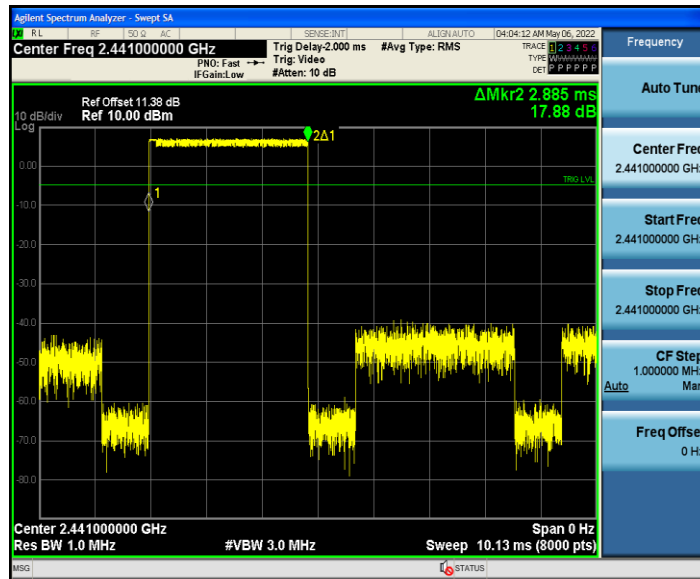 Agilent Spectrum Analyzer - Swept SA
RL RF 50 Ω AC SENSE:INT ALIGN AUTO 04:04:12 AM May 06, 2022
Center Freq 2.441000000 GHz
PNO: Fast
IFGain:Low
Trig Delay-2.000 ms
Trig: Video
#Atten: 10 dB
#Avg Type: RMS
TRACE 1 2 3 4 5 6
TYPE
DET P P P P P P
ΔMkr2 2.885 ms
17.88 dB
Ref Offset 11.38 dB
10 dB/div Ref 10.00 dBm
Log
2Δ1
0.00
TRIG LVL
1
-10.0
-20.0
-30.0
-40.0
-50.0
-60.0
-70.0
-80.0
Center 2.441000000 GHz
Span 0 Hz
Res BW 1.0 MHz
#VBW 3.0 MHz
Sweep 10.13 ms (8000 pts)
MSG
STATUS
Frequency
Auto Tune
Center Freq
2.441000000 GHz
Start Freq
2.441000000 GHz
Stop Freq
2.441000000 GHz
CF Step
1.000000 MHz
Auto Man
Freq Offset
0 Hz